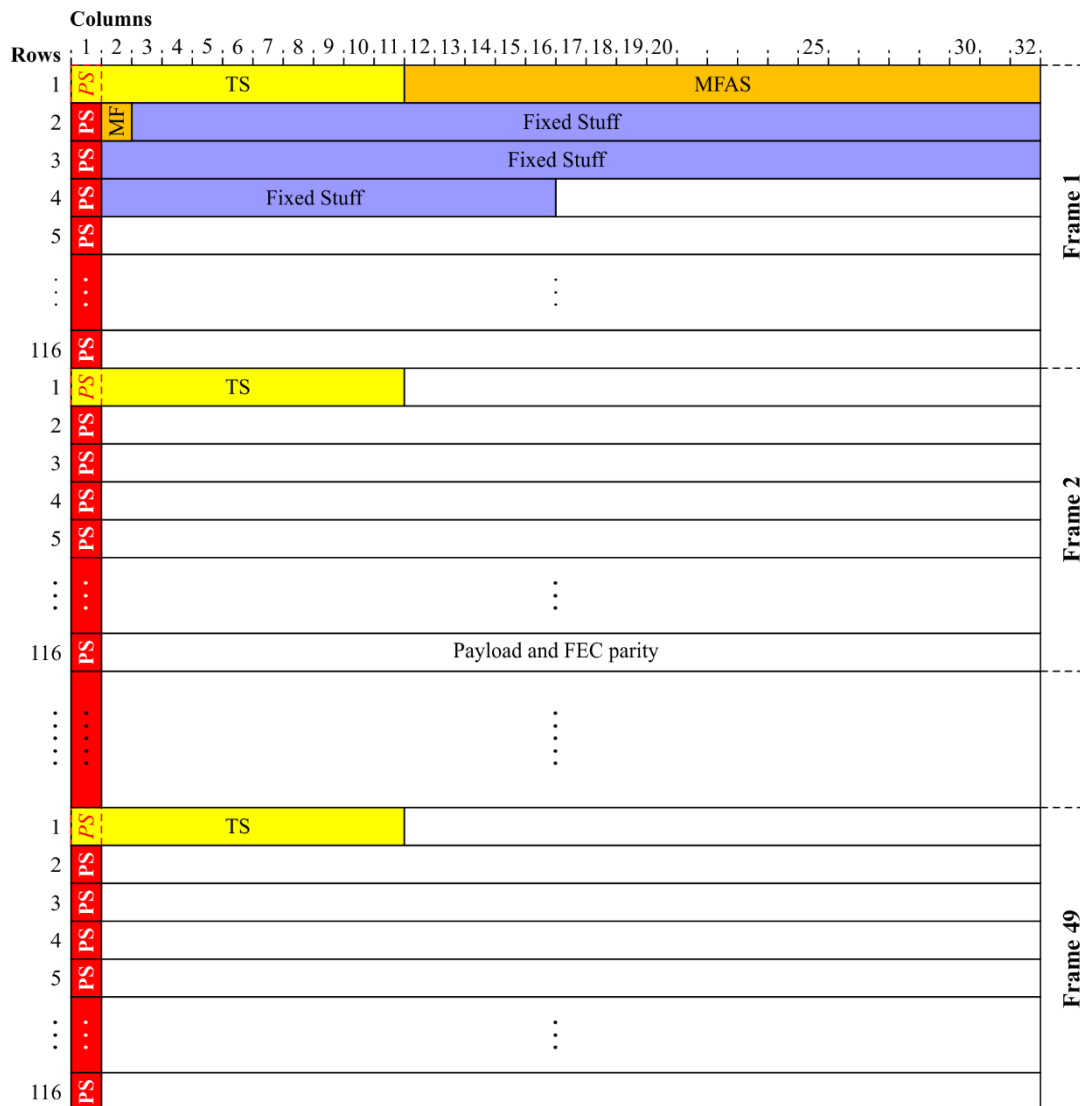 Columns
Rows 1 2 3 4 5 6 7 8 9 10 11 12 13 14 15 16 17 18 19 20 25 30 32
1 PS TS MFAS
2 PS MF Fixed Stuff
3 PS Fixed Stuff
4 PS Fixed Stuff
5 PS
116 PS
Frame 1
1 PS TS
2 PS
3 PS
4 PS
5 PS
116 PS Payload and FEC parity
Frame 2
1 PS TS
2 PS
3 PS
4 PS
5 PS
116 PS
Frame 49